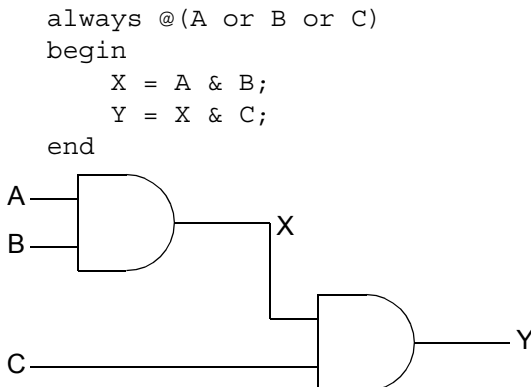 always @(A or B or C)
begin
    X = A & B;
    Y = X & C;
end
A
X
B
Y
C